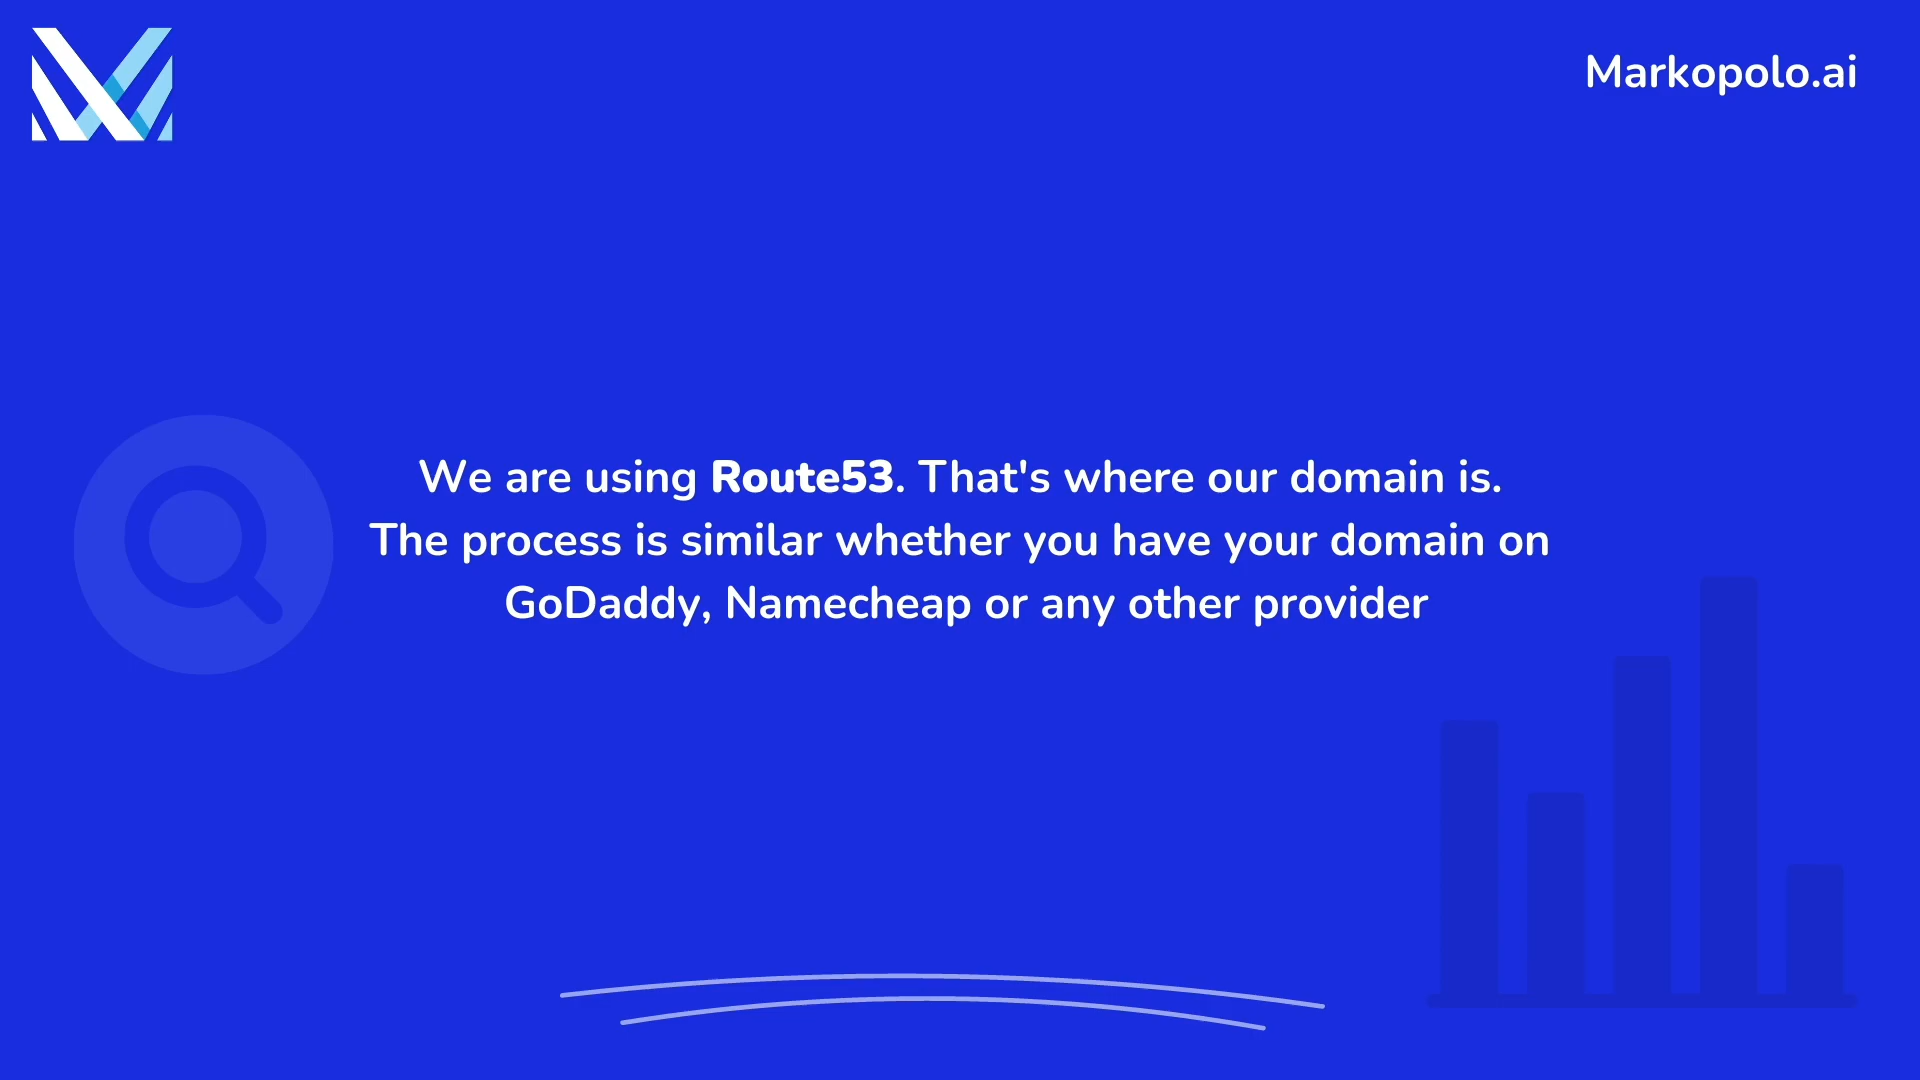 Markopolo.ai
We are using Route53. That's where our domain is.
The process is similar whether you have your domain on
GoDaddy, Namecheap or any other provider